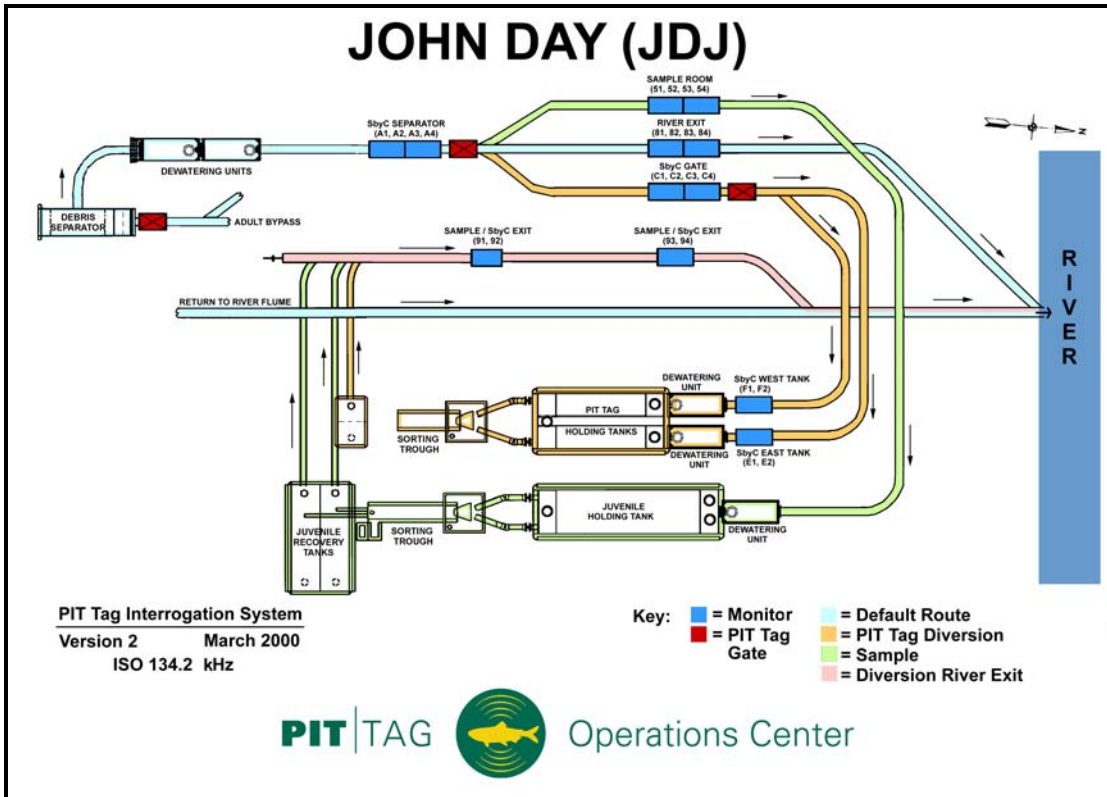 JOHN DAY (JDJ)
SAMPLE ROOM
(51, 52, 53, 54)
SbyC SEPARATOR
(A1, A2, A3, A4)
RIVER EXIT
(81, 82, 83, 84)
N
DEWATERING UNITS
SbyC GATE
(C1, C2, C3, C4)
DEBRIS
SEPARATOR
ADULT BYPASS
SAMPLE / SbyC EXIT
(91, 92)
SAMPLE / SbyC EXIT
(93, 94)
RETURN TO RIVER FLUME
RIVER
DEWATERING
UNIT
SbyC WEST TANK
(F1, F2)
PIT TAG
HOLDING TANKS
SORTING
TROUGH
DEWATERING
UNIT
SbyC EAST TANK
(E1, E2)
JUVENILE
RECOVERY
TANKS
SORTING
TROUGH
JUVENILE
HOLDING TANK
DEWATERING
UNIT
PIT Tag Interrogation System
Version 2 March 2000
ISO 134.2 kHz
Key:
= Monitor
= PIT Tag
Gate
= Default Route
= PIT Tag Diversion
= Sample
= Diversion River Exit
PIT|TAG Operations Center